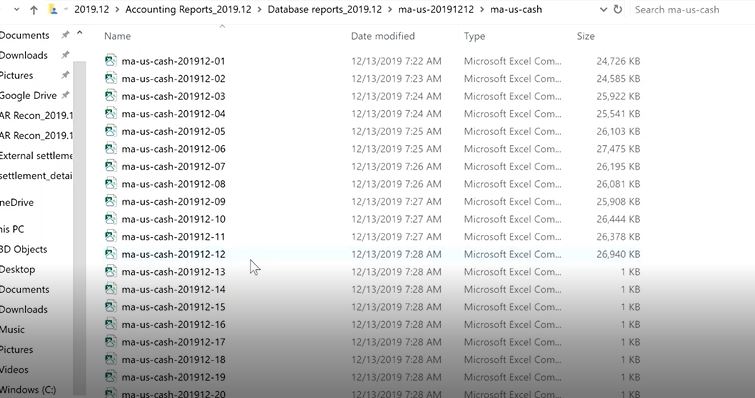 2019.12 > Accounting Reports_2019.12 > Database reports_2019.12 > ma-us-20191212 > ma-us-cash
Search ma-us-cash
Documents
Downloads
Pictures
Google Drive
AR Recon_2019.1
AR Recon_2019.1
External settleme
settlement_detai
neDrive
his PC
3D Objects
Desktop
Documents
Downloads
Music
Pictures
Videos
Windows (C:)
Name Date modified Type Size
ma-us-cash-201912-01 12/13/2019 7:22 AM Microsoft Excel Com... 24,726 KB
ma-us-cash-201912-02 12/13/2019 7:23 AM Microsoft Excel Com... 24,585 KB
ma-us-cash-201912-03 12/13/2019 7:24 AM Microsoft Excel Com... 25,922 KB
ma-us-cash-201912-04 12/13/2019 7:24 AM Microsoft Excel Com... 25,541 KB
ma-us-cash-201912-05 12/13/2019 7:25 AM Microsoft Excel Com... 26,103 KB
ma-us-cash-201912-06 12/13/2019 7:25 AM Microsoft Excel Com... 27,475 KB
ma-us-cash-201912-07 12/13/2019 7:26 AM Microsoft Excel Com... 26,195 KB
ma-us-cash-201912-08 12/13/2019 7:26 AM Microsoft Excel Com... 26,081 KB
ma-us-cash-201912-09 12/13/2019 7:27 AM Microsoft Excel Com... 25,908 KB
ma-us-cash-201912-10 12/13/2019 7:27 AM Microsoft Excel Com... 26,444 KB
ma-us-cash-201912-11 12/13/2019 7:27 AM Microsoft Excel Com... 26,378 KB
ma-us-cash-201912-12 12/13/2019 7:28 AM Microsoft Excel Com... 26,940 KB
ma-us-cash-201912-13 12/13/2019 7:28 AM Microsoft Excel Com... 1 KB
ma-us-cash-201912-14 12/13/2019 7:28 AM Microsoft Excel Com... 1 KB
ma-us-cash-201912-15 12/13/2019 7:28 AM Microsoft Excel Com... 1 KB
ma-us-cash-201912-16 12/13/2019 7:28 AM Microsoft Excel Com... 1 KB
ma-us-cash-201912-17 12/13/2019 7:28 AM Microsoft Excel Com... 1 KB
ma-us-cash-201912-18 12/13/2019 7:28 AM Microsoft Excel Com... 1 KB
ma-us-cash-201912-19 12/13/2019 7:28 AM Microsoft Excel Com... 1 KB
ma-us-cash-201912-20 12/13/2019 7:28 AM Microsoft Excel Com... 1 KB